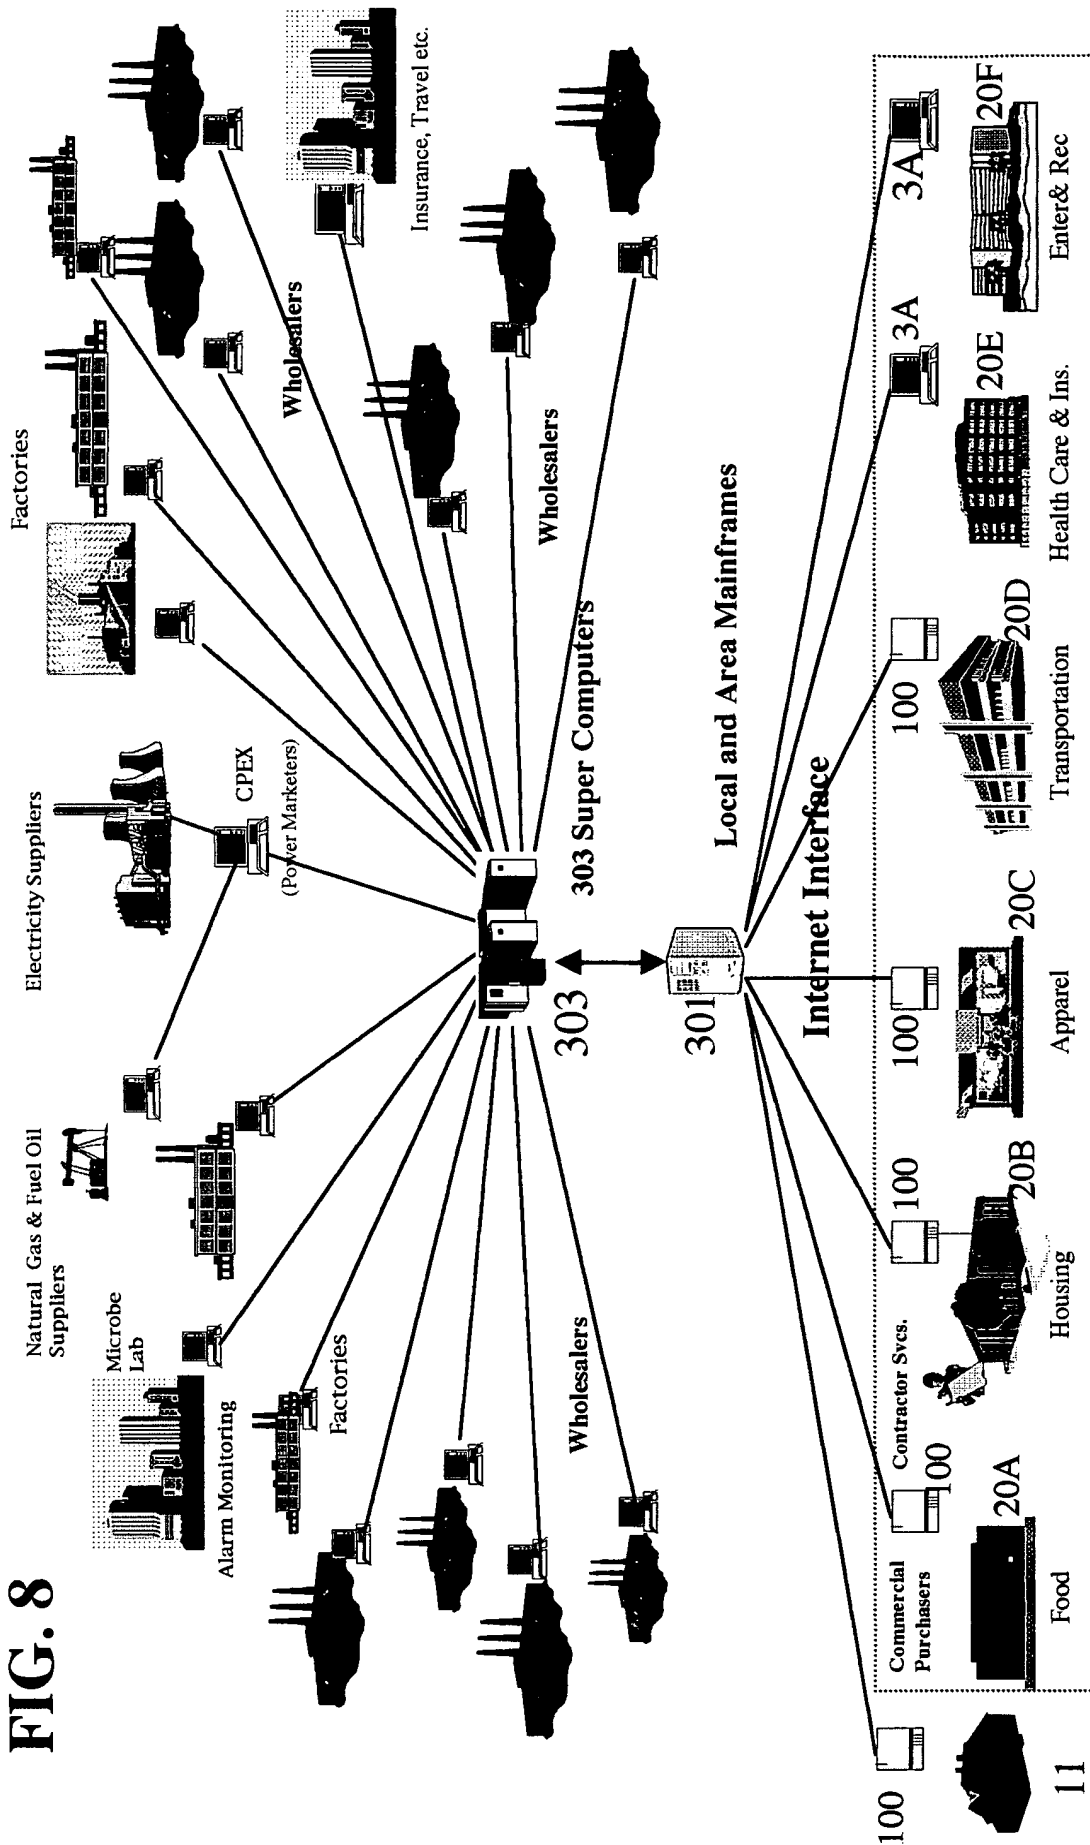 FIG. 8
Natural Gas & Fuel Oil
Suppliers
Electricity Suppliers
Factories
Microbe
Lab
CPEX
(Power Marketers)
Alarm Monitoring
Factories
Wholesalers
Insurance, Travel etc.
Wholesalers
Wholesalers
303
303 Super Computers
301
Local and Area Mainframes
Internet Interface
100
Commercial
Purchasers
100
Contractor Svcs.
100
100
100
3A
3A
11
20A
20B
20C
20D
20E
20F
Food
Housing
Apparel
Transportation
Health Care & Ins.
Enter& Rec